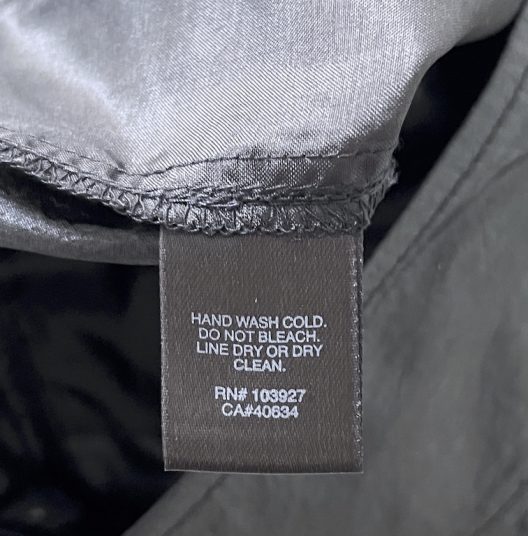 HAND WASH COLD.
DO NOT BLEACH.
LINE DRY OR DRY
CLEAN.
RN# 103927
CA#40634